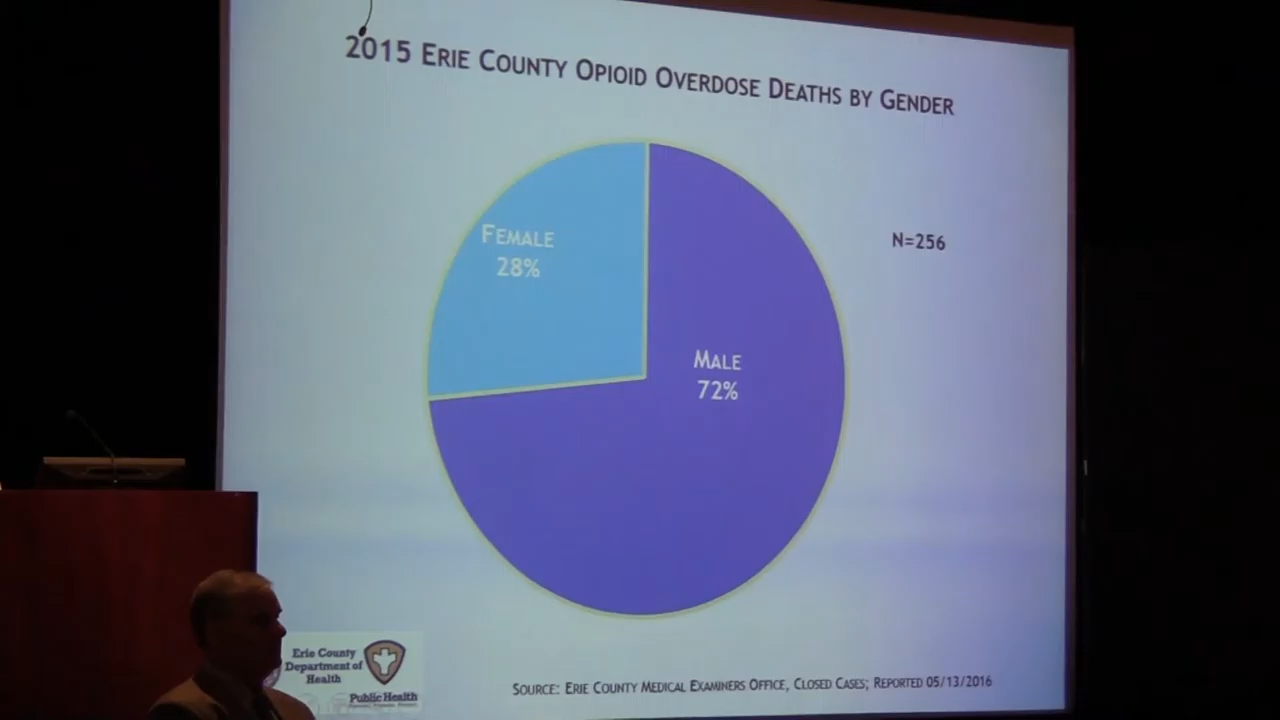 2015 ERIE COUNTY OPIOID OVERDOSE DEATHS BY GENDER
FEMALE
28%
N=256
MALE
72%
Erie County
Department of
Health
Public Health
SOURCE: ERIE COUNTY MEDICAL EXAMINERS OFFICE, CLOSED CASES; REPORTED 05/13/2016